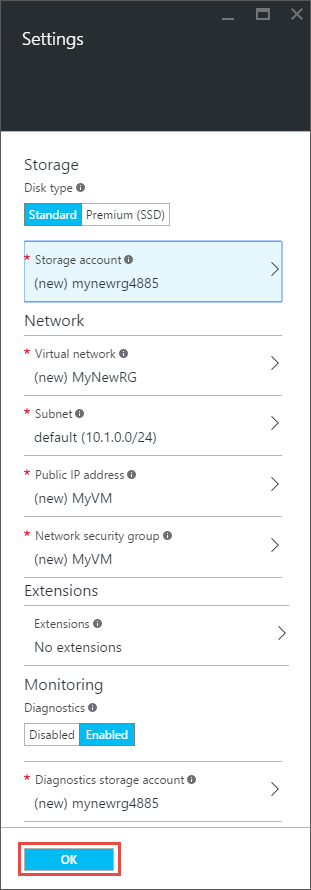 Settings
Storage
Disk type
Standard Premium (SSD)
* Storage account
(new) mynewrg4885
Network
* Virtual network
(new) MyNewRG
* Subnet
default (10.1.0.0/24)
* Public IP address
(new) MyVM
* Network security group
(new) MyVM
Extensions
Extensions
No extensions
Monitoring
Diagnostics
Disabled Enabled
* Diagnostics storage account
(new) mynewrg4885
OK